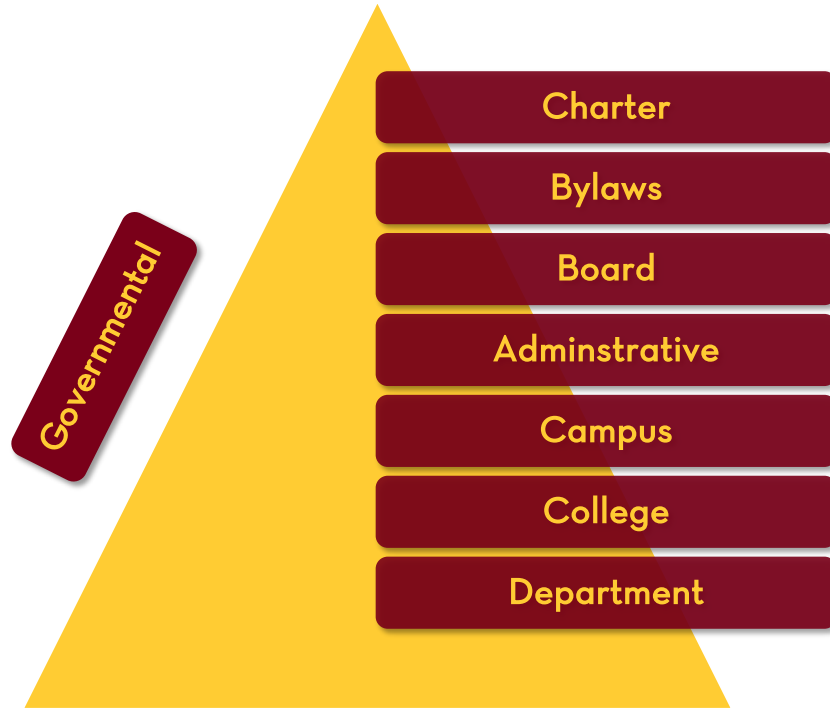 Charter
Bylaws
Board
Adminstrative
Campus
College
Department
Governmental